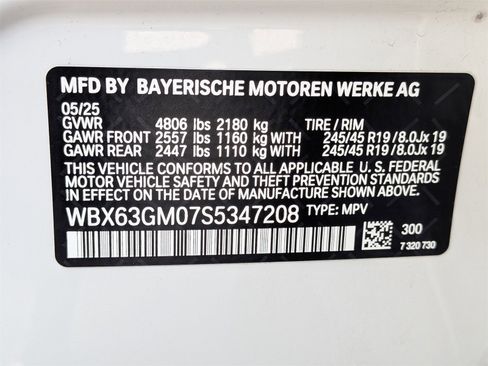 MFD BY BAYERISCHE MOTOREN WERKE AG
05/25
GVWR 4806 lbs 2180 kg TIRE / RIM
GAWR FRONT 2557 lbs 1160 kg WITH 245/45 R19 / 8.0Jx 19
GAWR REAR 2447 lbs 1110 kg WITH 245/45 R19 / 8.0Jx 19
THIS VEHICLE CONFORMS TO ALL APPLICABLE U. S. FEDERAL
MOTOR VEHICLE SAFETY AND THEFT PREVENTION STANDARDS
IN EFFECT ON THE DATE OF MANUFACTURE SHOWN ABOVE.
WBX63GM07S5347208 TYPE: MPV
300
7 320 730